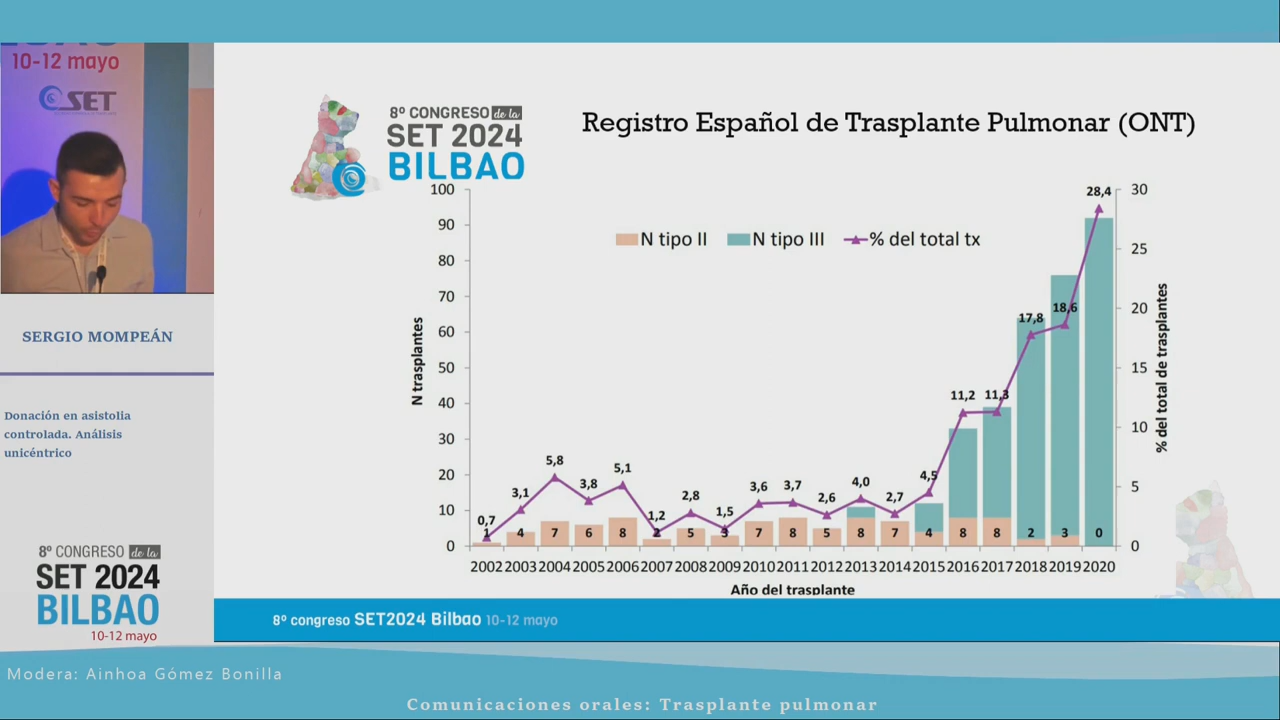 10-12 mayo
SET
SERGIO MOMPEÁN
Donación en asistolia
controlada. Análisis
unicéntrico
8º CONGRESO de la
SET 2024
BILBAO
10-12 mayo
8º CONGRESO de la
SET 2024
BILBAO
Registro Español de Trasplante Pulmonar (ONT)
N tipo II N tipo III % del total tx
N trasplantes
100
90
80
70
60
50
40
30
20
10
0
0,7 3,1 5,8 3,8 5,1 1,2 2,8 1,5 3,6 3,7 2,6 4,0 2,7 4,5 11,2 11,3 17,8 18,6 28,4
1 4 7 6 8 2 5 3 7 8 5 8 7 4 8 8 2 3 0
30
25
20
15
10
5
0
% del total de trasplantes
2002 2003 2004 2005 2006 2007 2008 2009 2010 2011 2012 2013 2014 2015 2016 2017 2018 2019 2020
Año del trasplante
8º congreso SET2024 Bilbao 10-12 mayo
Modera: Ainhoa Gómez Bonilla
Comunicaciones orales: Trasplante pulmonar